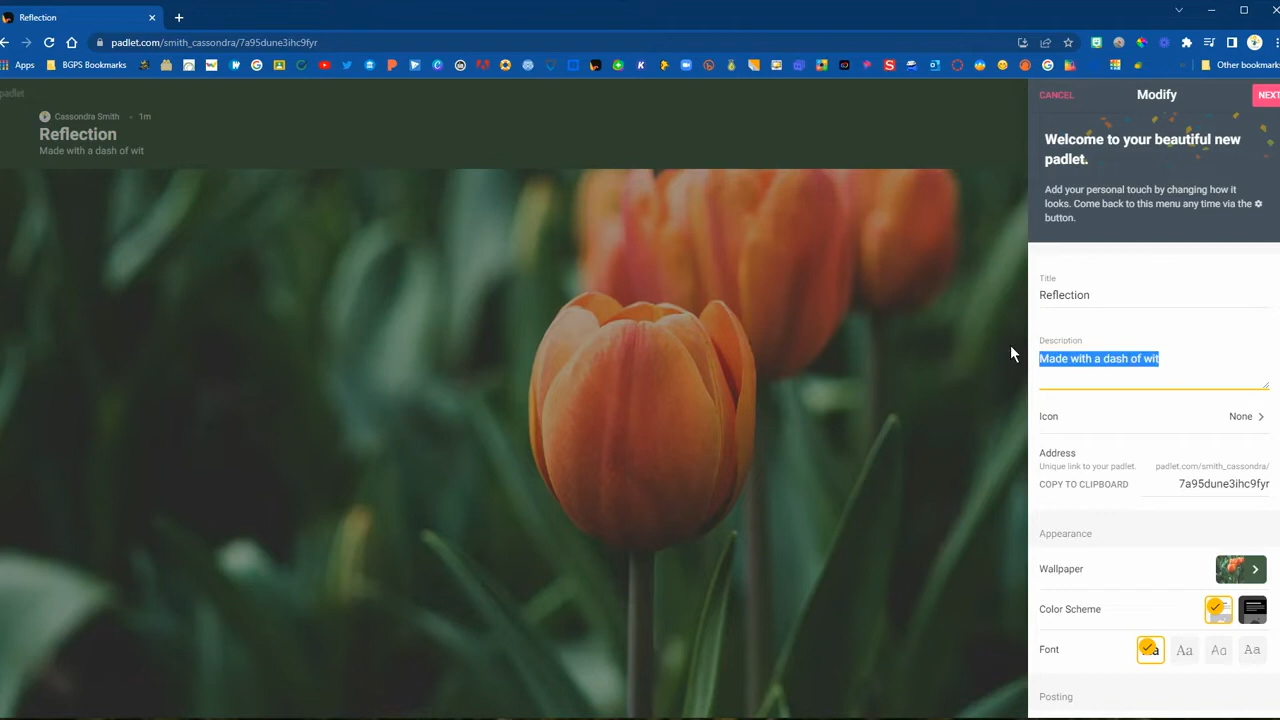 Reflection
padlet.com/smith_cassondra/7a95dune3ihc9fyr
Apps
BGPS Bookmarks
Other bookmarks
padlet
Cassondra Smith • 1m
Reflection
Made with a dash of wit
CANCEL
Modify
NEXT
Welcome to your beautiful new
padlet.
Add your personal touch by changing how it
looks. Come back to this menu any time via the
button.
Title
Reflection
Description
Made with a dash of wit
Icon
None
Address
Unique link to your padlet.
padlet.com/smith_cassondra/
COPY TO CLIPBOARD
7a95dune3ihc9fyr
Appearance
Wallpaper
Color Scheme
Font
Aa Aa Aa
Posting